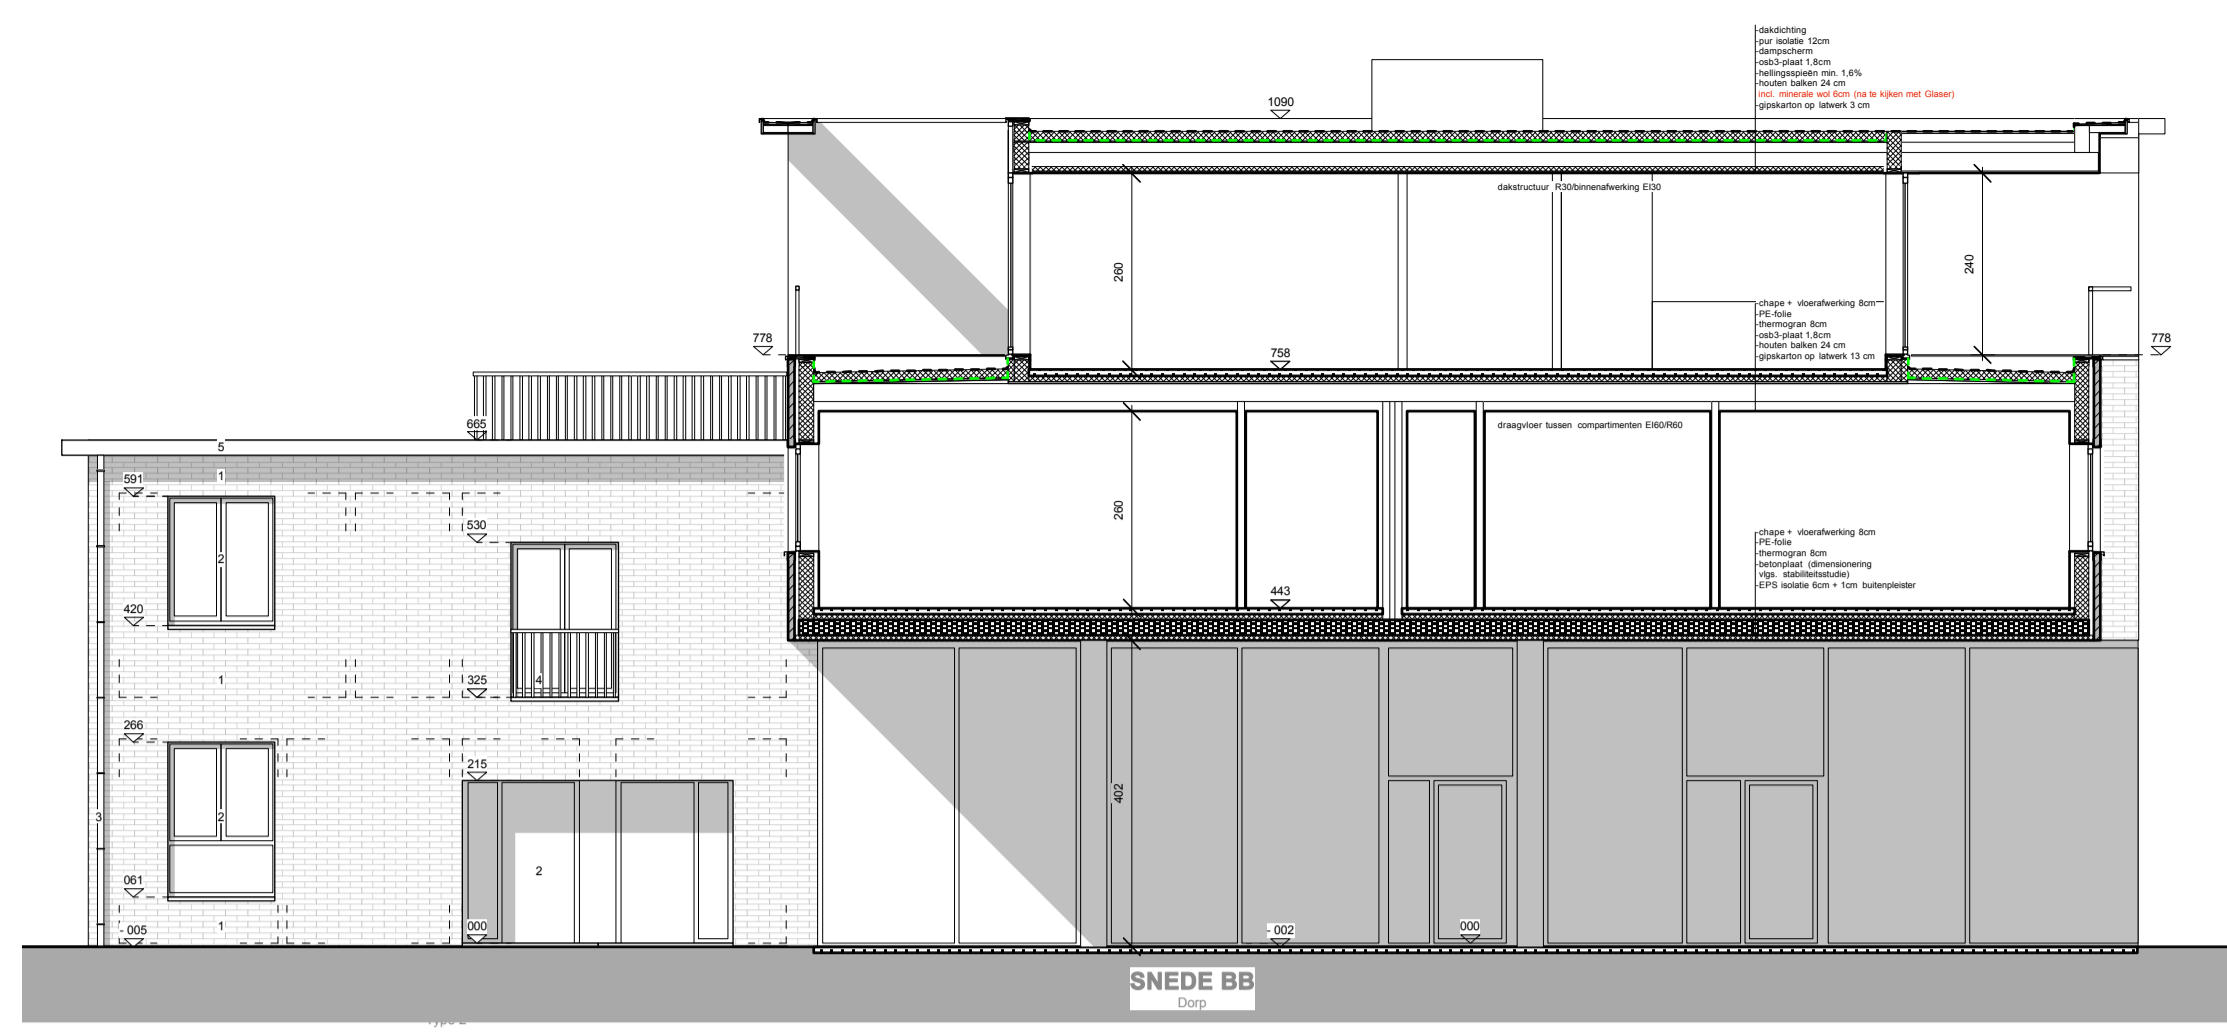 -dakdichting
-pur isolatie 12cm
-dampscherm
-osb3-plaat 1,8cm
-hellingsspieën min. 1,6%
-houten balken 24 cm
incl. minerale wol 6cm (na te kijken met Glaser)
-gipskarton op latwerk 3 cm
1090
dakstructuur R30/binnenafwerking EI30
260
240
-chape + vloerafwerking 8cm
-PE-folie
-thermogran 8cm
-osb3-plaat 1,8cm
-houten balken 24 cm
-gipskarton op latwerk 13 cm
778
758
778
665
5
draagvloer tussen compartimenten EI60/R60
1
591
260
530
2
-chape + vloerafwerking 8cm
-PE-folie
-thermogran 8cm
-betonplaat (dimensionering
vlgs. stabiliteitsstudie)
-EPS isolatie 6cm + 1cm buitenpleister
443
420
1
325
4
266
215
402
3
2
2
061
1
- 005
000
- 002
000
SNEDE BB
Dorp